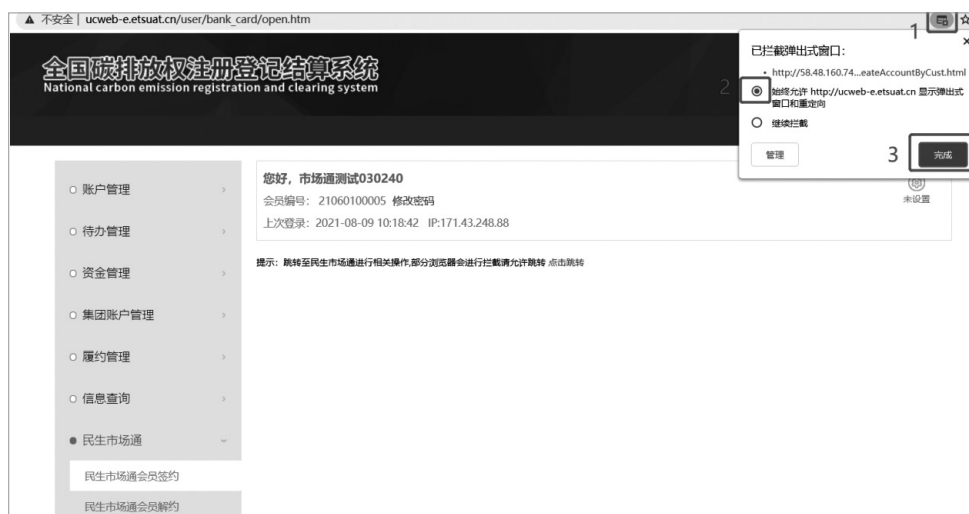 不安全 | ucweb-e.etsuat.cn/user/bank_card/open.htm
1
已拦截弹出式窗口：
• http://58.48.160.74...eateAccountByCust.html
2
始终允许 http://ucweb-e.etsuat.cn 显示弹出式
窗口和重定向
继续拦截
管理
3
完成
全国碳排放权注册登记结算系统
National carbon emission registration and clearing system
账户管理
待办管理
资金管理
集团账户管理
履约管理
信息查询
民生市场通
民生市场通会员签约
民生市场通会员解约
您好，市场通测试030240
会员编号： 21060100005 修改密码
上次登录： 2021-08-09 10:18:42 IP:171.43.248.88
未设置
提示：跳转至民生市场通进行相关操作,部分浏览器会进行拦截请允许跳转 点击跳转